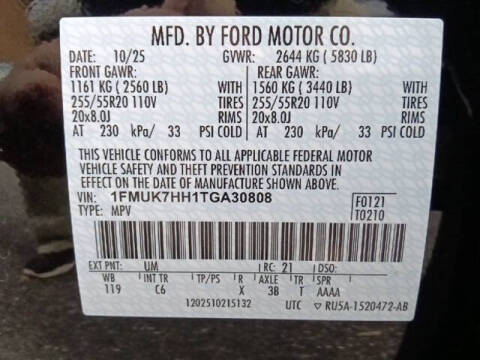 MFD. BY FORD MOTOR CO.
DATE: 10/25 GVWR: 2644 KG ( 5830 LB)
FRONT GAWR: REAR GAWR:
1161 KG ( 2560 LB) WITH 1560 KG ( 3440 LB) WITH
255/55R20 110V TIRES 255/55R20 110V TIRES
20x8.0J RIMS 20x8.0J RIMS
AT 230 kPa/ 33 PSI COLD AT 230 kPa/ 33 PSI COLD
THIS VEHICLE CONFORMS TO ALL APPLICABLE FEDERAL MOTOR
VEHICLE SAFETY AND THEFT PREVENTION STANDARDS IN
EFFECT ON THE DATE OF MANUFACTURE SHOWN ABOVE.
VIN: 1FMUK7HH1TGA30808 F0121
TYPE: MPV T0210
EXT PNT: UM RC: 21 DSO:
WB INT TR TP/PS R AXLE TR SPR
119 C6 X 3B T AAAA
1202510215132 UTC RU5A-1520472-AB